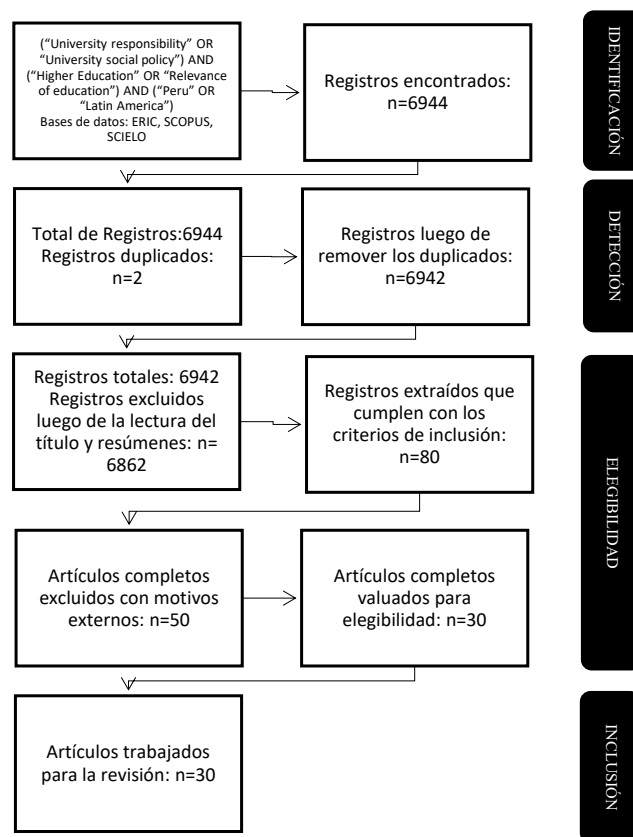 ("University responsibility" OR
"University social policy") AND
("Higher Education" OR "Relevance
of education") AND ("Peru" OR
"Latin America")
Bases de datos: ERIC, SCOPUS,
SCIELO
Registros encontrados:
n=6944
IDENTIFICACIÓN
Total de Registros:6944
Registros duplicados:
n=2
Registros luego de
remover los duplicados:
n=6942
DETECCIÓN
Registros totales: 6942
Registros excluidos
luego de la lectura del
título y resúmenes: n=
6862
Registros extraídos que
cumplen con los
criterios de inclusión:
n=80
ELEGIBILIDAD
Artículos completos
excluidos con motivos
externos: n=50
Artículos completos
valuados para
elegibilidad: n=30
Artículos trabajados
para la revisión: n=30
INCLUSIÓN